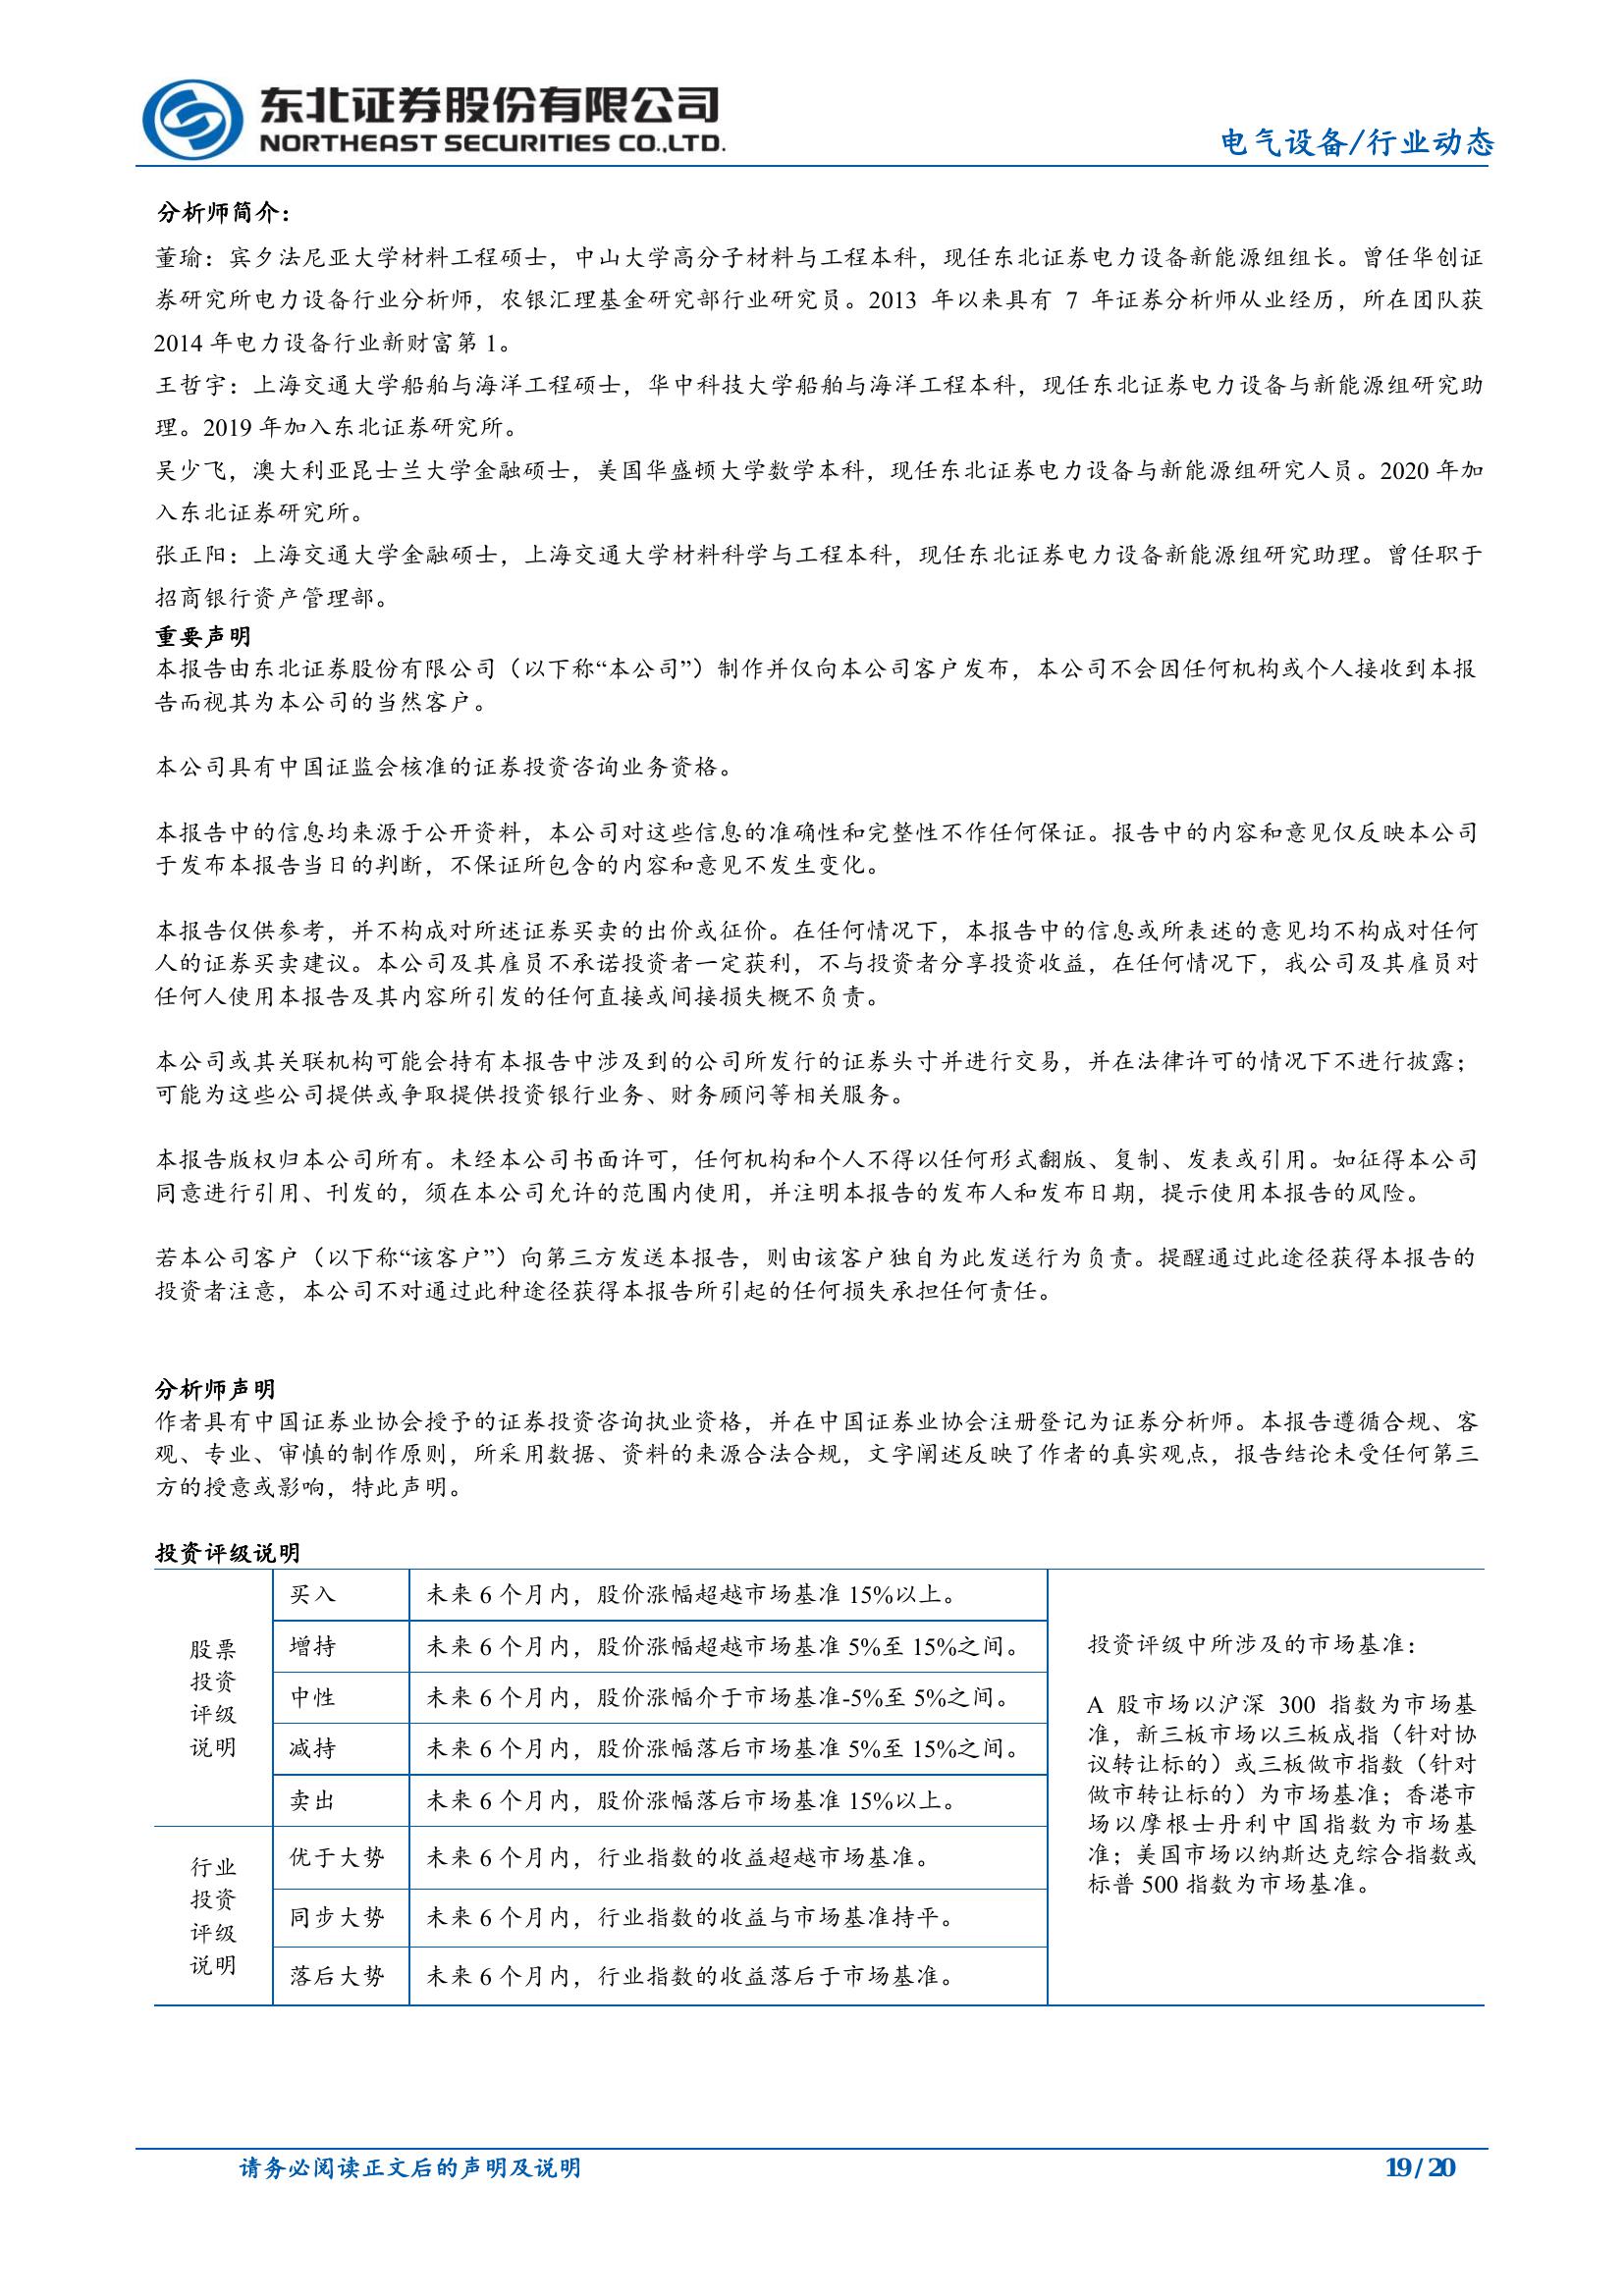 东北证券股份有限公司
NORTHEAST SECURITIES CO.,LTD.
电气设备/行业动态
分析师简介：
董瑜：宾夕法尼亚大学材料工程硕士，中山大学高分子材料与工程本科，现任东北证券电力设备新能源组组长。曾任华创证
券研究所电力设备行业分析师，农银汇理基金研究部行业研究员。2013 年以来具有 7 年证券分析师从业经历，所在团队获
2014 年电力设备行业新财富第 1。
王哲宇：上海交通大学船舶与海洋工程硕士，华中科技大学船舶与海洋工程本科，现任东北证券电力设备与新能源组研究助
理。2019 年加入东北证券研究所。
吴少飞，澳大利亚昆士兰大学金融硕士，美国华盛顿大学数学本科，现任东北证券电力设备与新能源组研究人员。2020 年加
入东北证券研究所。
张正阳：上海交通大学金融硕士，上海交通大学材料科学与工程本科，现任东北证券电力设备新能源组研究助理。曾任职于
招商银行资产管理部。
重要声明
本报告由东北证券股份有限公司（以下称“本公司”）制作并仅向本公司客户发布，本公司不会因任何机构或个人接收到本报
告而视其为本公司的当然客户。
本公司具有中国证监会核准的证券投资咨询业务资格。
本报告中的信息均来源于公开资料，本公司对这些信息的准确性和完整性不作任何保证。报告中的内容和意见仅反映本公司
于发布本报告当日的判断，不保证所包含的内容和意见不发生变化。
本报告仅供参考，并不构成对所述证券买卖的出价或征价。在任何情况下，本报告中的信息或所表述的意见均不构成对任何
人的证券买卖建议。本公司及其雇员不承诺投资者一定获利，不与投资者分享投资收益，在任何情况下，我公司及其雇员对
任何人使用本报告及其内容所引发的任何直接或间接损失概不负责。
本公司或其关联机构可能会持有本报告中涉及到的公司所发行的证券头寸并进行交易，并在法律许可的情况下不进行披露；
可能为这些公司提供或争取提供投资银行业务、财务顾问等相关服务。
本报告版权归本公司所有。未经本公司书面许可，任何机构和个人不得以任何形式翻版、复制、发表或引用。如征得本公司
同意进行引用、刊发的，须在本公司允许的范围内使用，并注明本报告的发布人和发布日期，提示使用本报告的风险。
若本公司客户（以下称“该客户”）向第三方发送本报告，则由该客户独自为此发送行为负责。提醒通过此途径获得本报告的
投资者注意，本公司不对通过此种途径获得本报告所引起的任何损失承担任何责任。
分析师声明
作者具有中国证券业协会授予的证券投资咨询执业资格，并在中国证券业协会注册登记为证券分析师。本报告遵循合规、客
观、专业、审慎的制作原则，所采用数据、资料的来源合法合规，文字阐述反映了作者的真实观点，报告结论未受任何第三
方的授意或影响，特此声明。
投资评级说明
股票
投资
评级
说明
买入 未来 6 个月内，股价涨幅超越市场基准 15%以上。
增持 未来 6 个月内，股价涨幅超越市场基准 5%至 15%之间。
中性 未来 6 个月内，股价涨幅介于市场基准-5%至 5%之间。
减持 未来 6 个月内，股价涨幅落后市场基准 5%至 15%之间。
卖出 未来 6 个月内，股价涨幅落后市场基准 15%以上。
行业
投资
评级
说明
优于大势 未来 6 个月内，行业指数的收益超越市场基准。
同步大势 未来 6 个月内，行业指数的收益与市场基准持平。
落后大势 未来 6 个月内，行业指数的收益落后于市场基准。
投资评级中所涉及的市场基准：
A 股市场以沪深 300 指数为市场基
准，新三板市场以三板成指（针对协
议转让标的）或三板做市指数（针对
做市转让标的）为市场基准；香港市
场以摩根士丹利中国指数为市场基
准；美国市场以纳斯达克综合指数或
标普 500 指数为市场基准。
请务必阅读正文后的声明及说明
19 / 20